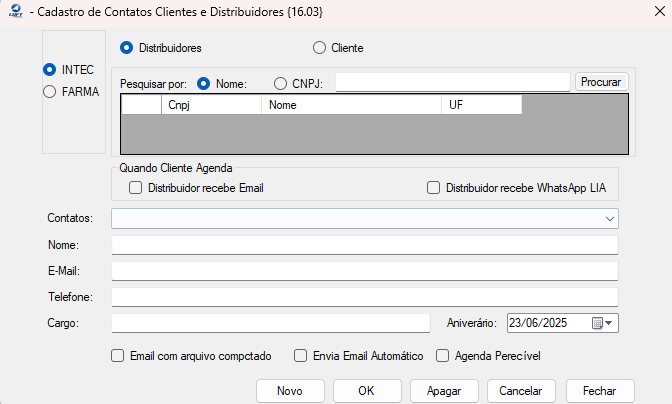 - Cadastro de Contatos Clientes e Distribuidores {16.03}
Distribuidores Cliente
INTEC
FARMA
Pesquisar por: Nome: CNPJ: Procurar
Cnpj Nome UF
Quando Cliente Agenda
Distribuidor recebe Email Distribuidor recebe WhatsApp LIA
Contatos:
Nome:
E-Mail:
Telefone:
Cargo: Aniverário: 23/06/2025
Email com arquivo compctado Envia Email Automático Agenda Perecível
Novo OK Apagar Cancelar Fechar